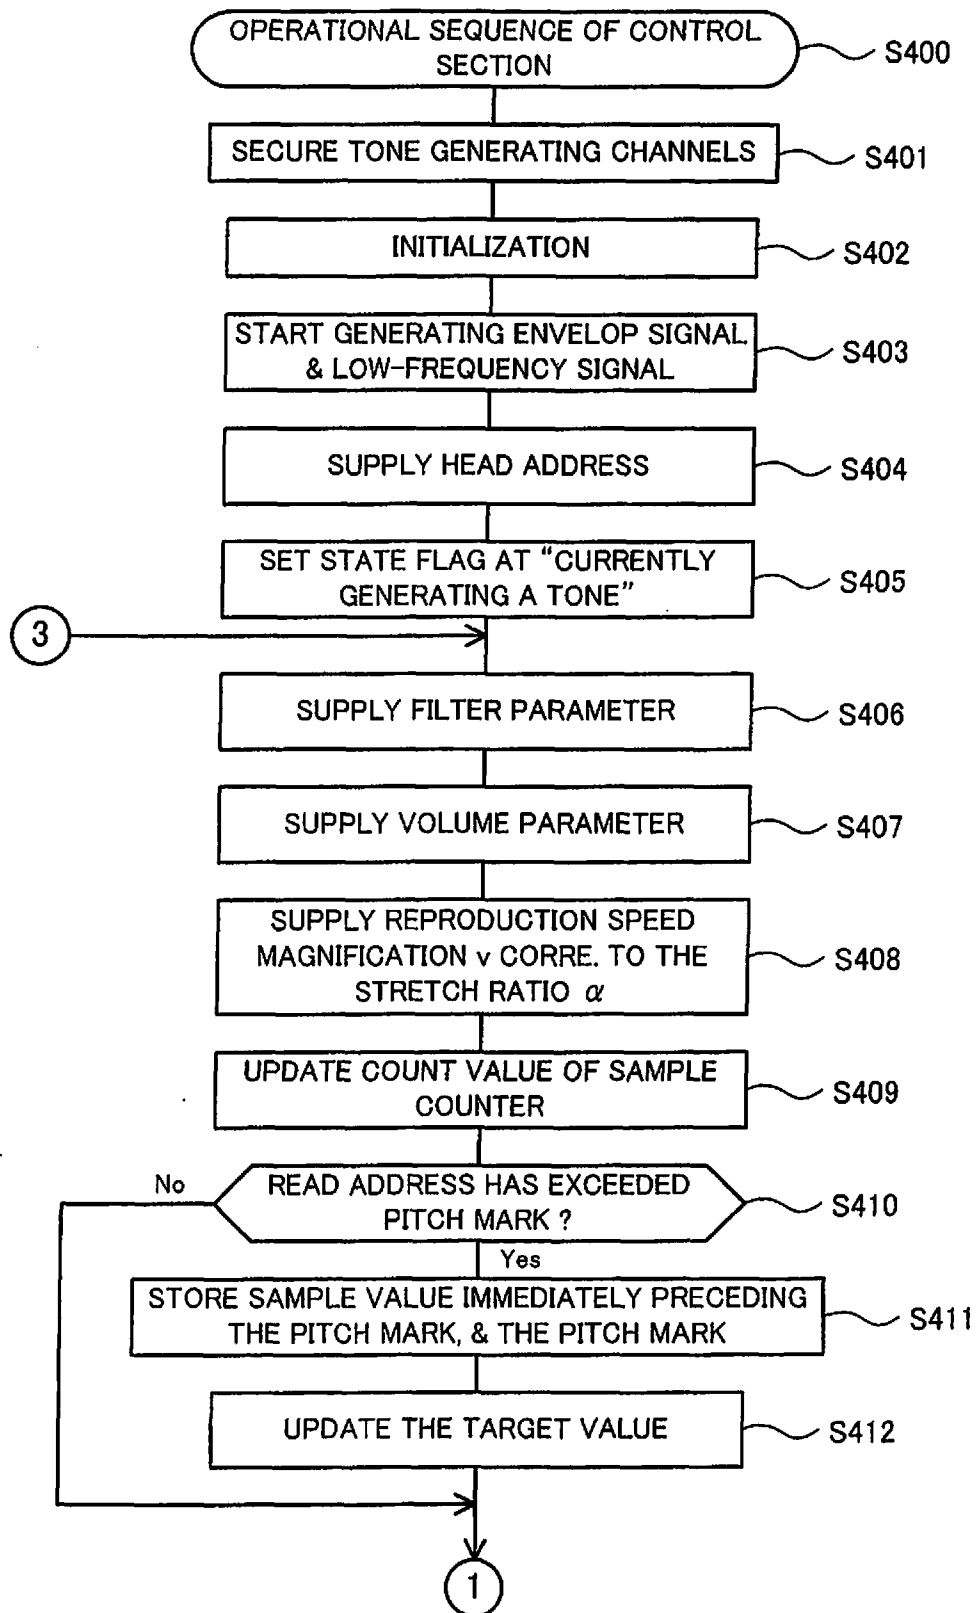 OPERATIONAL SEQUENCE OF CONTROL
SECTION
S400
SECURE TONE GENERATING CHANNELS
S401
INITIALIZATION
S402
START GENERATING ENVELOP SIGNAL
& LOW-FREQUENCY SIGNAL
S403
SUPPLY HEAD ADDRESS
S404
SET STATE FLAG AT “CURRENTLY
GENERATING A TONE”
S405
3
SUPPLY FILTER PARAMETER
S406
SUPPLY VOLUME PARAMETER
S407
SUPPLY REPRODUCTION SPEED
MAGNIFICATION v CORRE. TO THE
STRETCH RATIO α
S408
UPDATE COUNT VALUE OF SAMPLE
COUNTER
S409
No
READ ADDRESS HAS EXCEEDED
PITCH MARK ?
S410
Yes
STORE SAMPLE VALUE IMMEDIATELY PRECEDING
THE PITCH MARK, & THE PITCH MARK
S411
UPDATE THE TARGET VALUE
S412
1